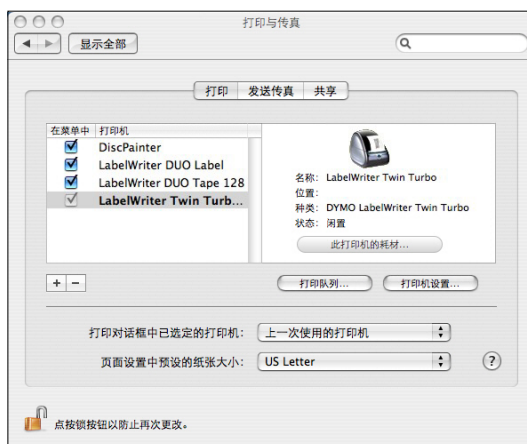 打印与传真
显示全部
打印 发送传真 共享
在菜单中 打印机
DiscPainter
LabelWriter DUO Label
LabelWriter DUO Tape 128
LabelWriter Twin Turb...
名称: LabelWriter Twin Turbo
位置:
种类: DYMO LabelWriter Twin Turbo
状态: 闲置
此打印机的耗材...
+ −
打印队列... 打印机设置...
打印对话框中已选定的打印机: 上一次使用的打印机
页面设置中预设的纸张大小: US Letter
?
点按锁按钮以防止再次更改。